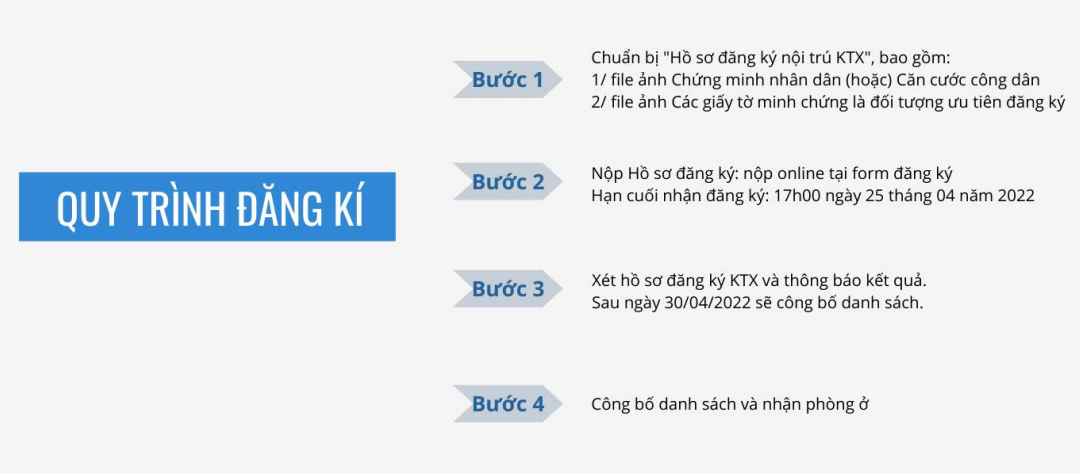 QUY TRÌNH ĐĂNG KÍ
Bước 1
Chuẩn bị "Hồ sơ đăng ký nội trú KTX", bao gồm:
1/ file ảnh Chứng minh nhân dân (hoặc) Căn cước công dân
2/ file ảnh Các giấy tờ minh chứng là đối tượng ưu tiên đăng ký
Bước 2
Nộp Hồ sơ đăng ký: nộp online tại form đăng ký
Hạn cuối nhận đăng ký: 17h00 ngày 25 tháng 04 năm 2022
Bước 3
Xét hồ sơ đăng ký KTX và thông báo kết quả.
Sau ngày 30/04/2022 sẽ công bố danh sách.
Bước 4
Công bố danh sách và nhận phòng ở